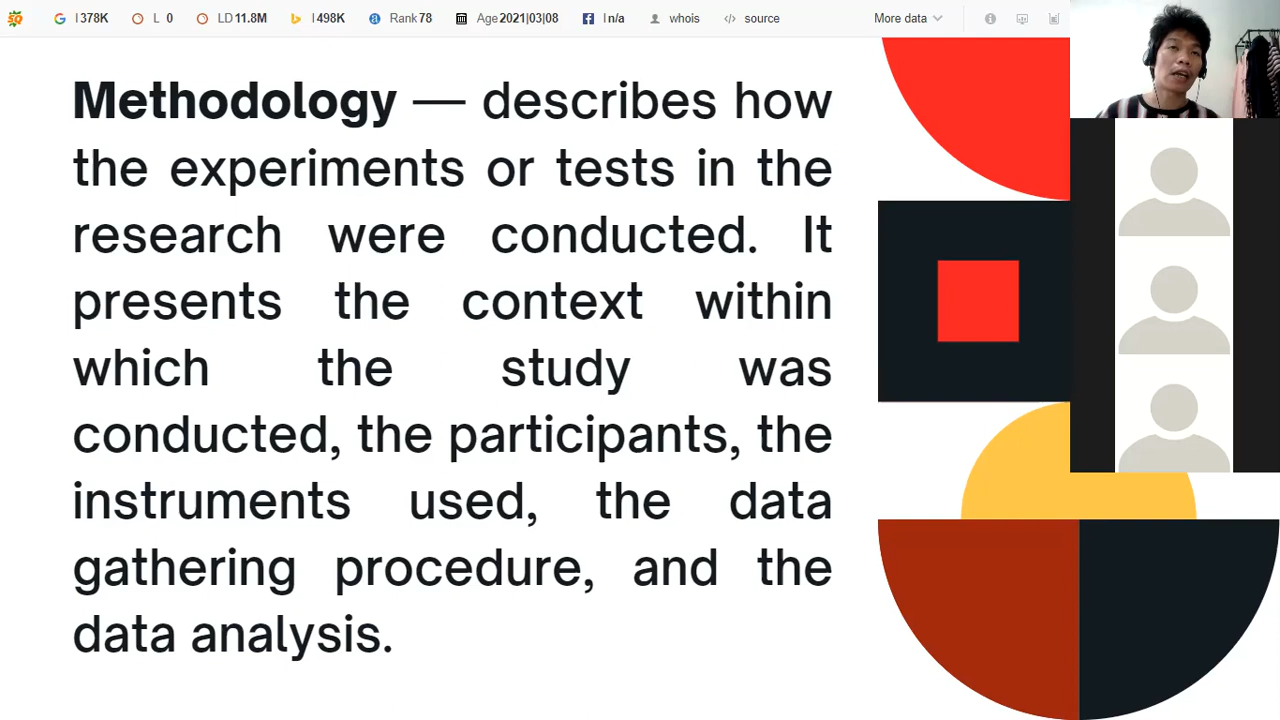 I 378K L 0 LD 11.8M I 498K Rank 78 Age 2021|03|08 I n/a whois source More data
Methodology — describes how
the experiments or tests in the
research were conducted. It
presents the context within
which the study was
conducted, the participants, the
instruments used, the data
gathering procedure, and the
data analysis.